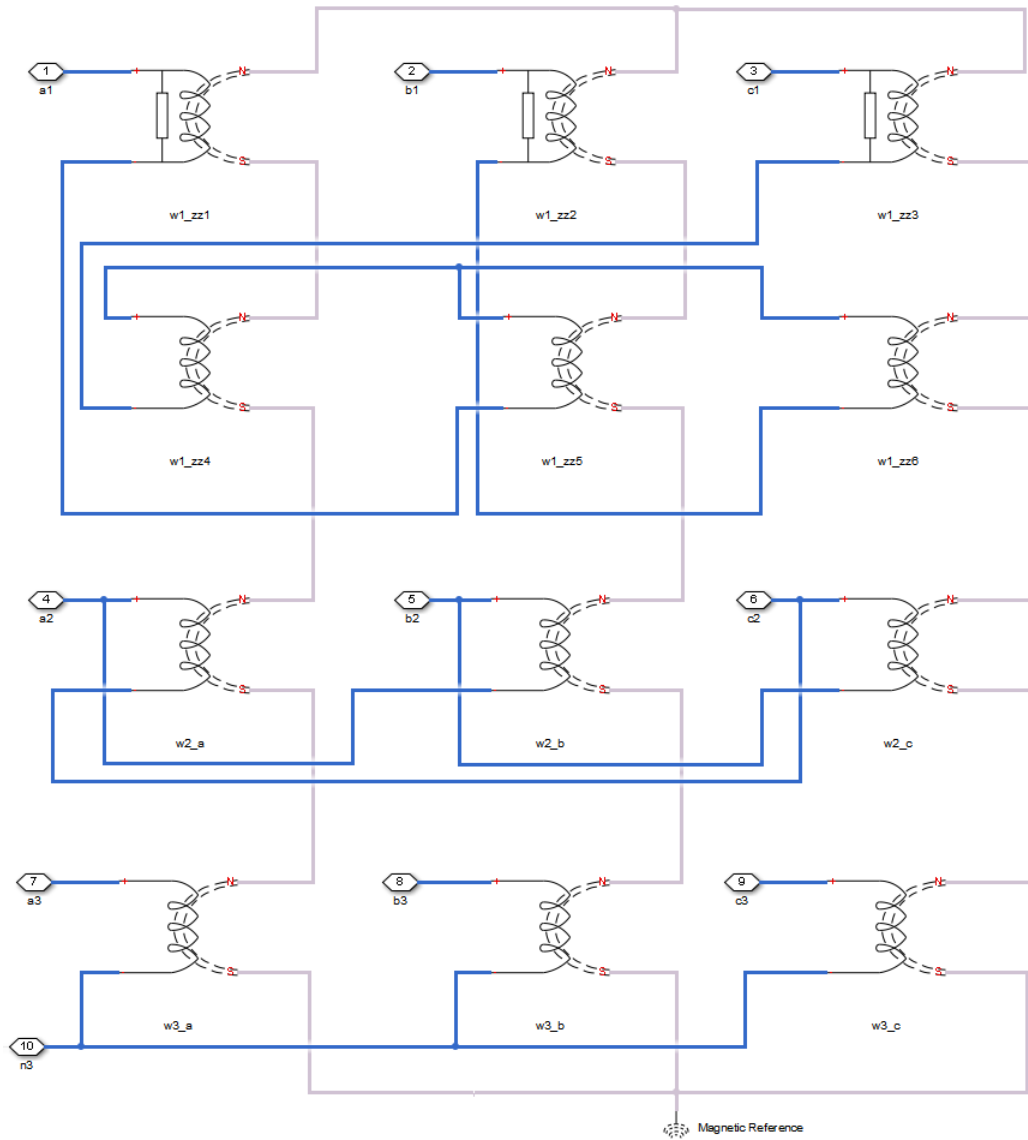 1 + N 2 + N 3 + N
a1 b1 c1
S S S
w1_zz1 w1_zz2 w1_zz3
+ N + N + N
S S S
w1_zz4 w1_zz5 w1_zz6
4 + N 5 + N 6 + N
a2 b2 c2
S S S
w2_a w2_b w2_c
7 + N 8 + N 9 + N
a3 b3 c3
S S S
w3_a w3_b w3_c
10
n3
Magnetic Reference